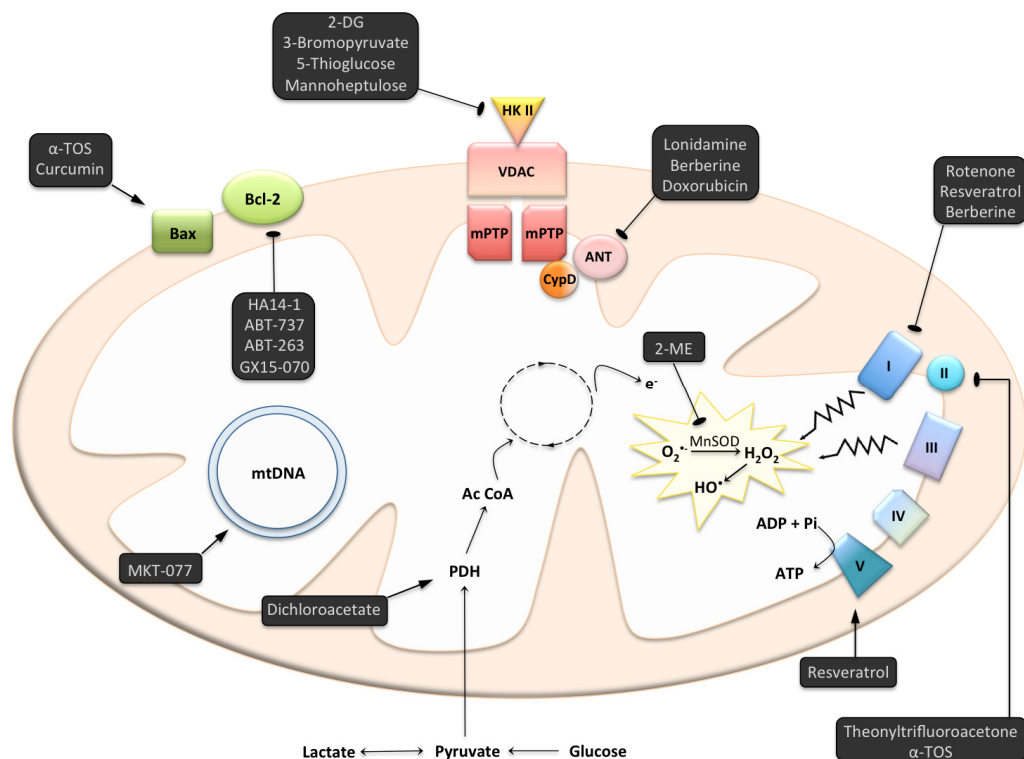 2-DG
3-Bromopyruvate
5-Thioglucose
Mannoheptulose
HK II
VDAC
mPTP
mPTP
CypD
ANT
Lonidamine
Berberine
Doxorubicin
α-TOS
Curcumin
Bax
Bcl-2
HA14-1
ABT-737
ABT-263
GX15-070
Rotenone
Resveratrol
Berberine
I
II
III
IV
V
2-ME
e-
O2•-
MnSOD
H2O2
HO•
mtDNA
MKT-077
Ac CoA
PDH
Dichloroacetate
ADP + Pi
ATP
Resveratrol
Theonyltrifluoroacetone
α-TOS
Lactate
Pyruvate
Glucose